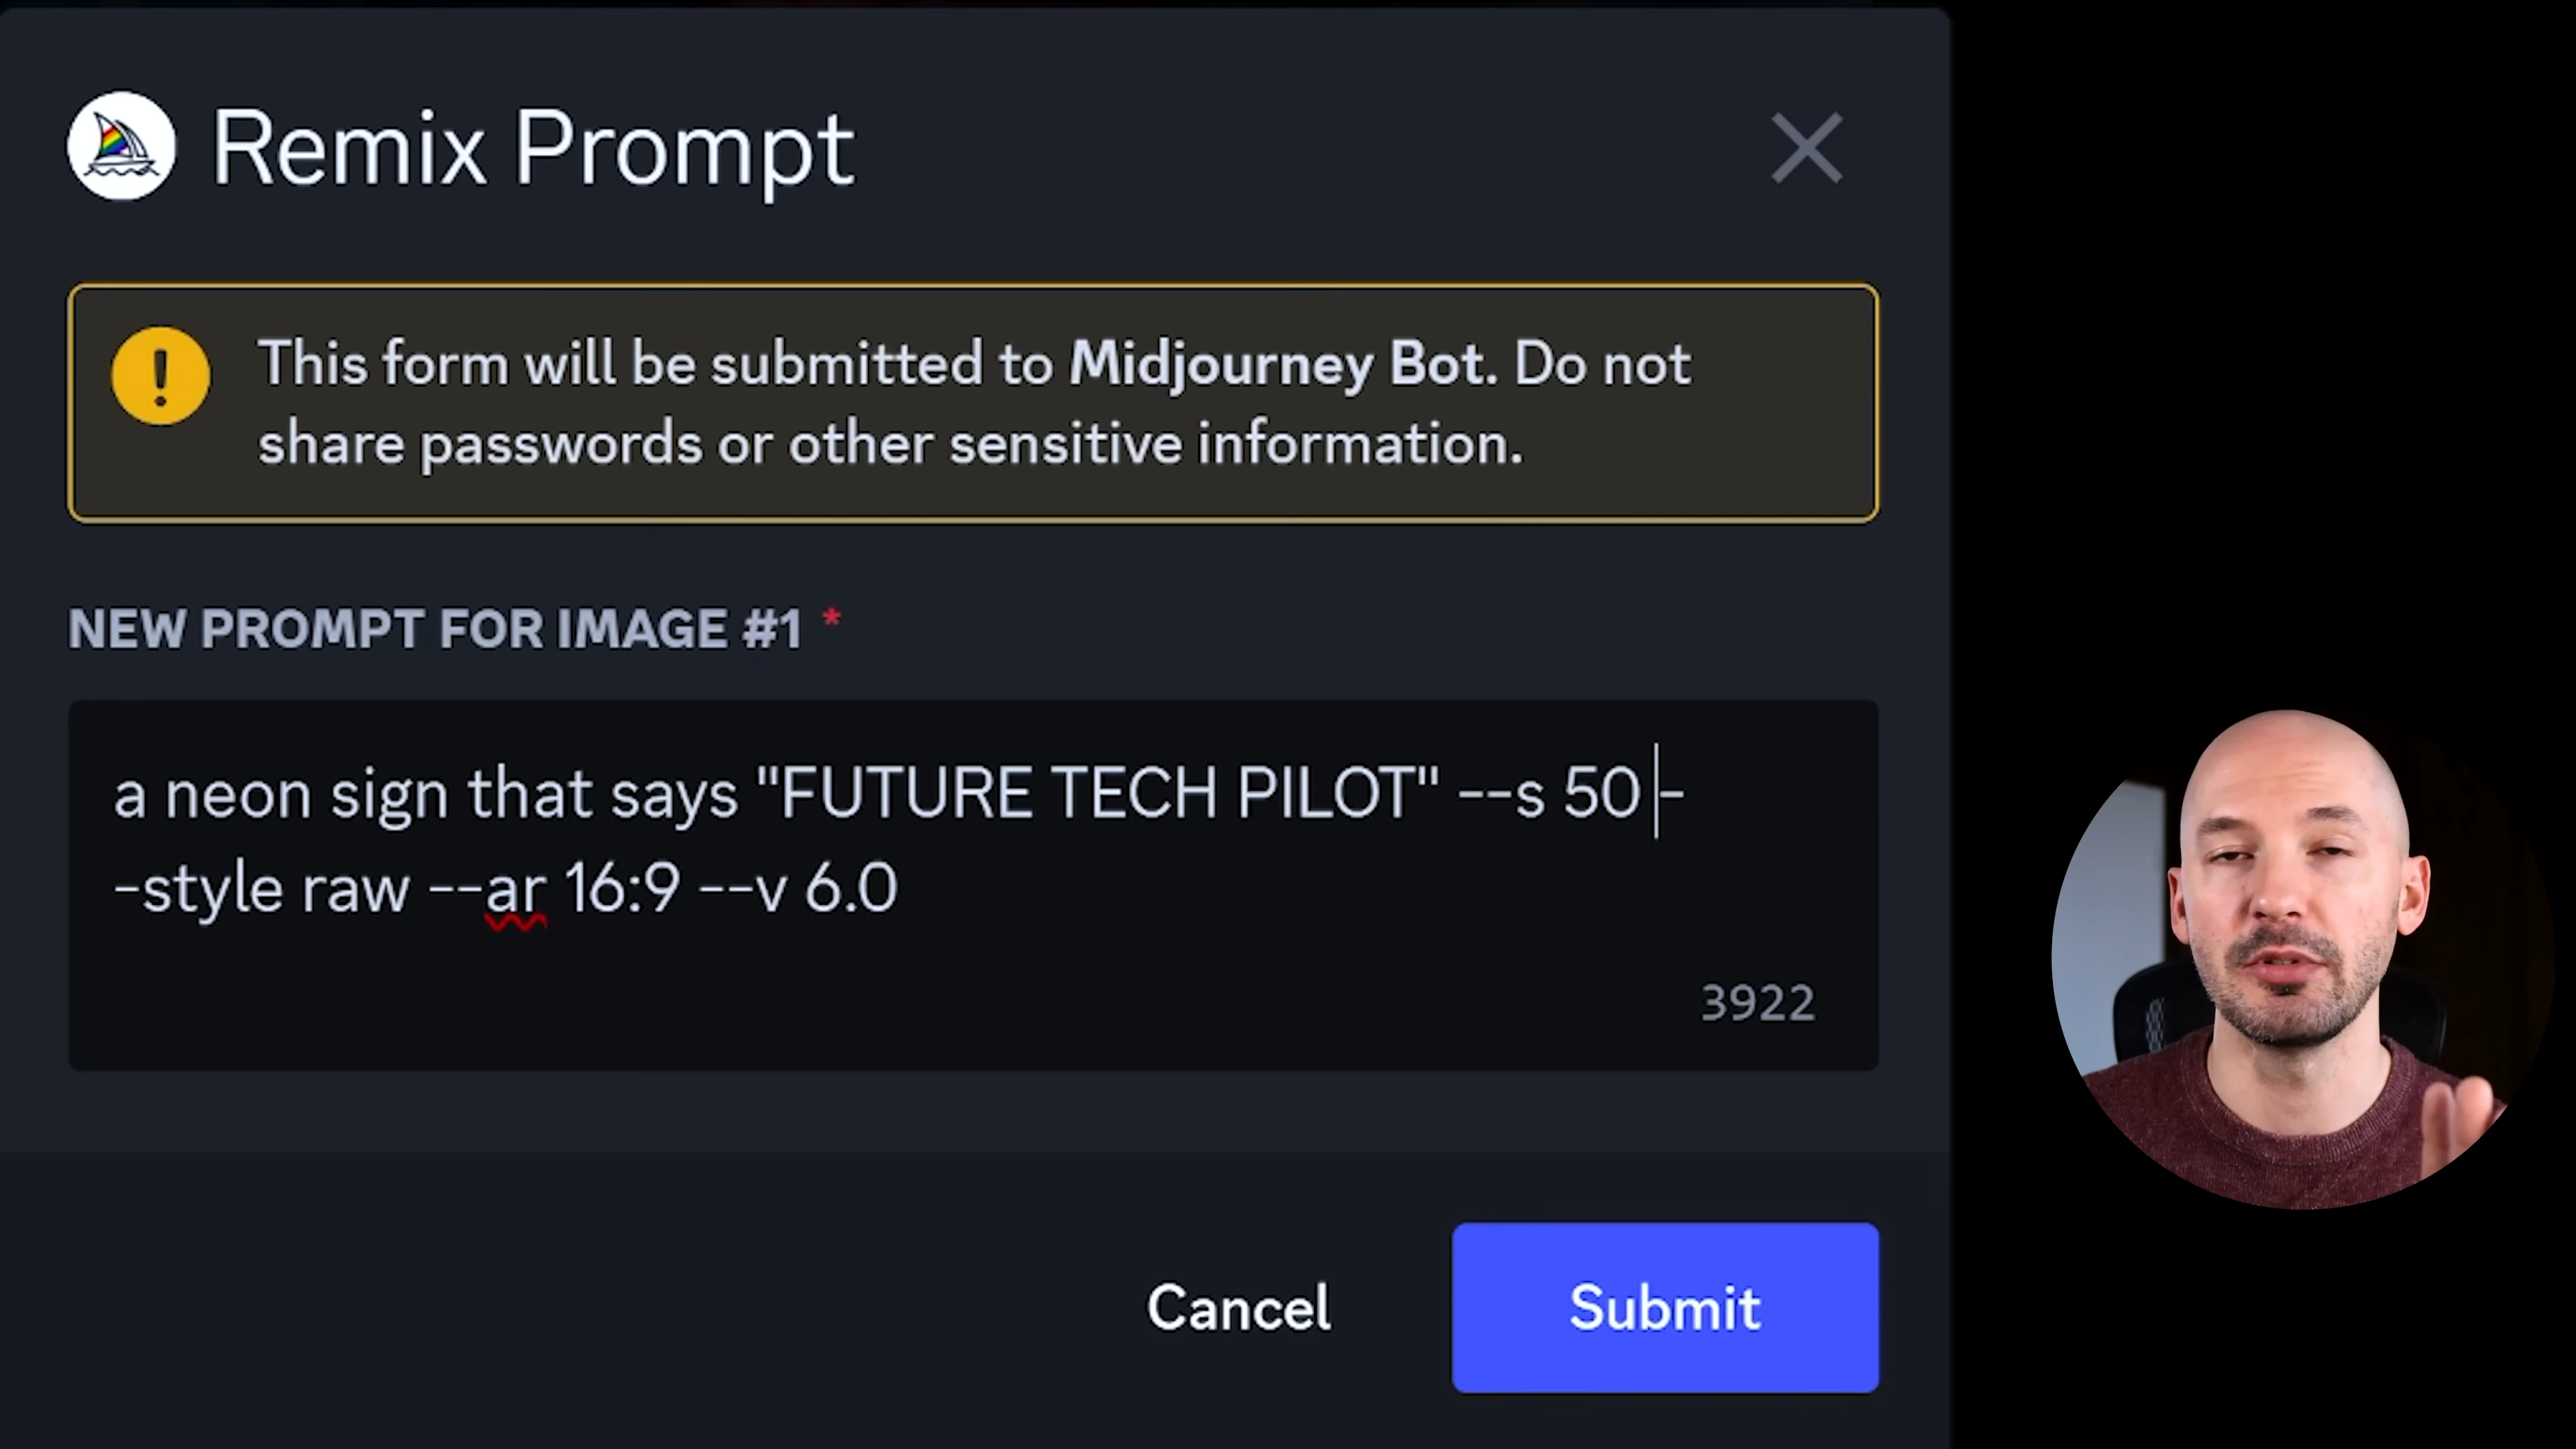 Remix Prompt
This form will be submitted to Midjourney Bot. Do not
share passwords or other sensitive information.
NEW PROMPT FOR IMAGE #1 *
a neon sign that says "FUTURE TECH PILOT" --s 50 -
-style raw --ar 16:9 --v 6.0
3922
Cancel
Submit